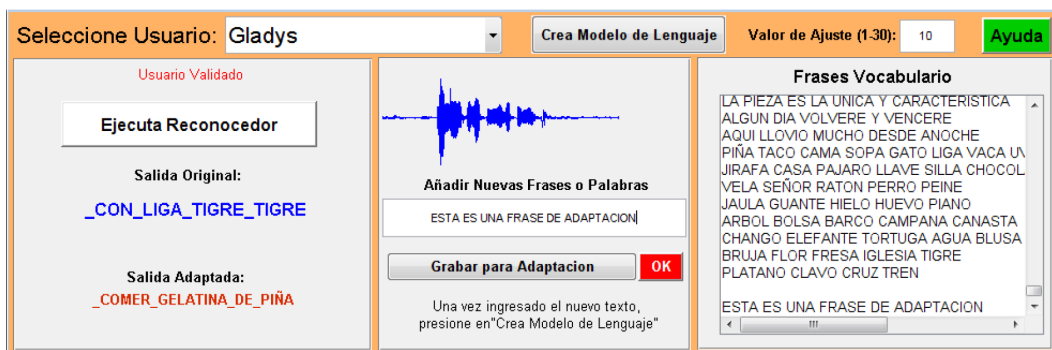 Seleccione Usuario: Gladys
Crea Modelo de Lenguaje
Valor de Ajuste (1-30): 10
Ayuda
Usuario Validado
Ejecuta Reconocedor
Salida Original:
_CON_LIGA_TIGRE_TIGRE
Salida Adaptada:
_COMER_GELATINA_DE_PIÑA
Añadir Nuevas Frases o Palabras
ESTA ES UNA FRASE DE ADAPTACION
Grabar para Adaptacion
OK
Una vez ingresado el nuevo texto,
presione en"Crea Modelo de Lenguaje"
Frases Vocabulario
LA PIEZA ES LA UNICA Y CARACTERISTICA
ALGUN DIA VOLVERE Y VENCERE
AQUI LLOVIO MUCHO DESDE ANOCHE
PIÑA TACO CAMA SOPA GATO LIGA VACA
JIRAFA CASA PAJARO LLAVE SILLA CHOCOL
VELA SEÑOR RATON PERRO PEINE
JAULA GUANTE HIELO HUEVO PIANO
ARBOL BOLSA BARCO CAMPANA CANASTA
CHANGO ELEFANTE TORTUGA AGUA BLUSA
BRUJA FLOR FRESA IGLESIA TIGRE
PLATANO CLAVO CRUZ TREN
ESTA ES UNA FRASE DE ADAPTACION